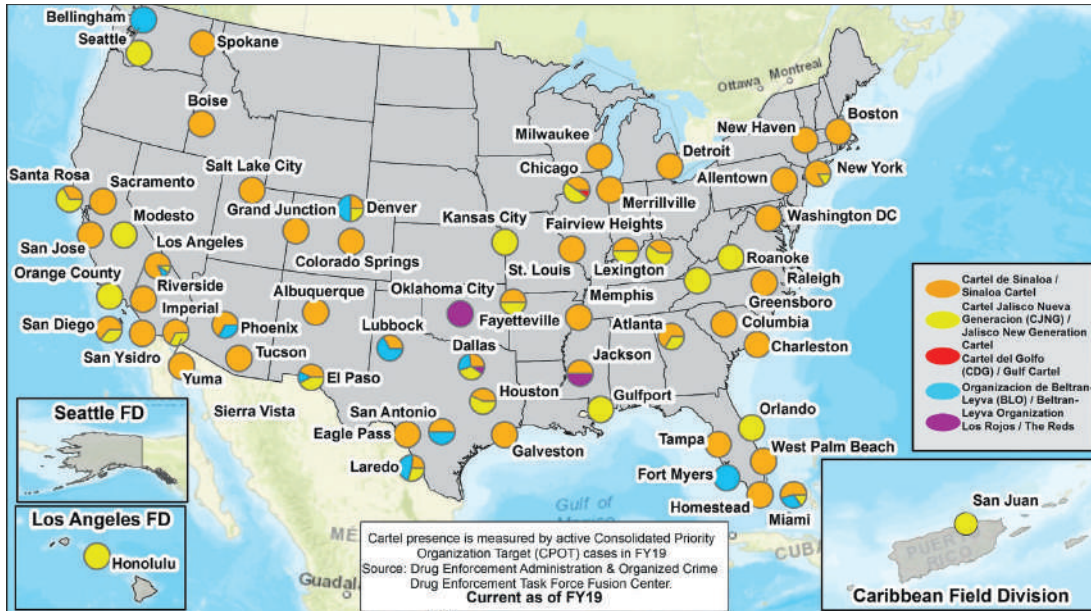 Bellingham
Seattle
Spokane
Ottawa Montreal
Boise
Milwaukee
New Haven
Boston
Salt Lake City
Chicago
Detroit
New York
Santa Rosa
Sacramento
Allentown
Grand Junction
Denver
Merrillville
Modesto
Kansas City
Fairview Heights
Washington DC
San Jose
Los Angeles
Colorado Springs
St. Louis
Lexington
Roanoke
Orange County
Riverside
Raleigh
Imperial
Albuquerque
Oklahoma City
Memphis
Greensboro
San Diego
Phoenix
Lubbock
Fayetteville
Atlanta
Columbia
San Ysidro
Tucson
Dallas
Jackson
Charleston
Yuma
El Paso
Houston
Gulfport
Sierra Vista
San Antonio
Orlando
Eagle Pass
Galveston
Tampa
West Palm Beach
Laredo
Fort Myers
Homestead
Miami
Gulf of
Mexico
MÉ
CUBA
Guadal
Cartel de Sinaloa /
Sinaloa Cartel
Cartel Jalisco Nueva
Generacion (CJNG) /
Jalisco New Generation
Cartel
Cartel del Golfo
(CDG) / Gulf Cartel
Organizacion de Beltran-
Leyva (BLO) / Beltran-
Leyva Organization
Los Rojos / The Reds
Seattle FD
Los Angeles FD
Honolulu
Cartel presence is measured by active Consolidated Priority
Organization Target (CPOT) cases in FY19
Source: Drug Enforcement Administration & Organized Crime
Drug Enforcement Task Force Fusion Center.
Current as of FY19
San Juan
PUERTO
RICO
Caribbean Field Division